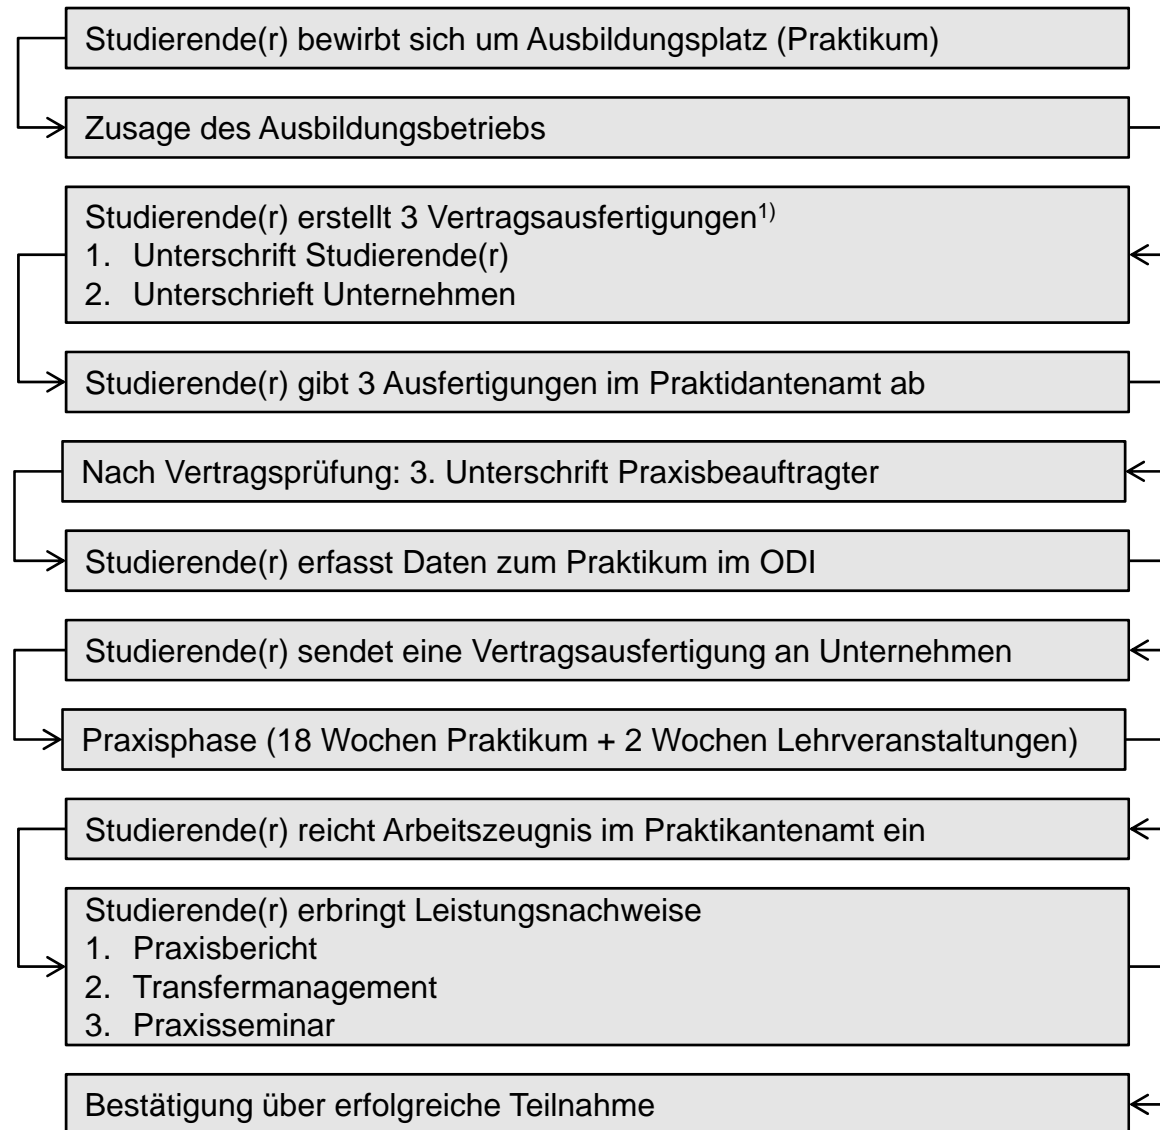 Studierende(r) bewirbt sich um Ausbildungsplatz (Praktikum)
Zusage des Ausbildungsbetriebs
Studierende(r) erstellt 3 Vertragsausfertigungen1)
1. Unterschrift Studierende(r)
2. Unterschrieft Unternehmen
Studierende(r) gibt 3 Ausfertigungen im Praktidantenamt ab
Nach Vertragsprüfung: 3. Unterschrift Praxisbeauftragter
Studierende(r) erfasst Daten zum Praktikum im ODI
Studierende(r) sendet eine Vertragsausfertigung an Unternehmen
Praxisphase (18 Wochen Praktikum + 2 Wochen Lehrveranstaltungen)
Studierende(r) reicht Arbeitszeugnis im Praktikantenamt ein
Studierende(r) erbringt Leistungsnachweise
1. Praxisbericht
2. Transfermanagement
3. Praxisseminar
Bestätigung über erfolgreiche Teilnahme